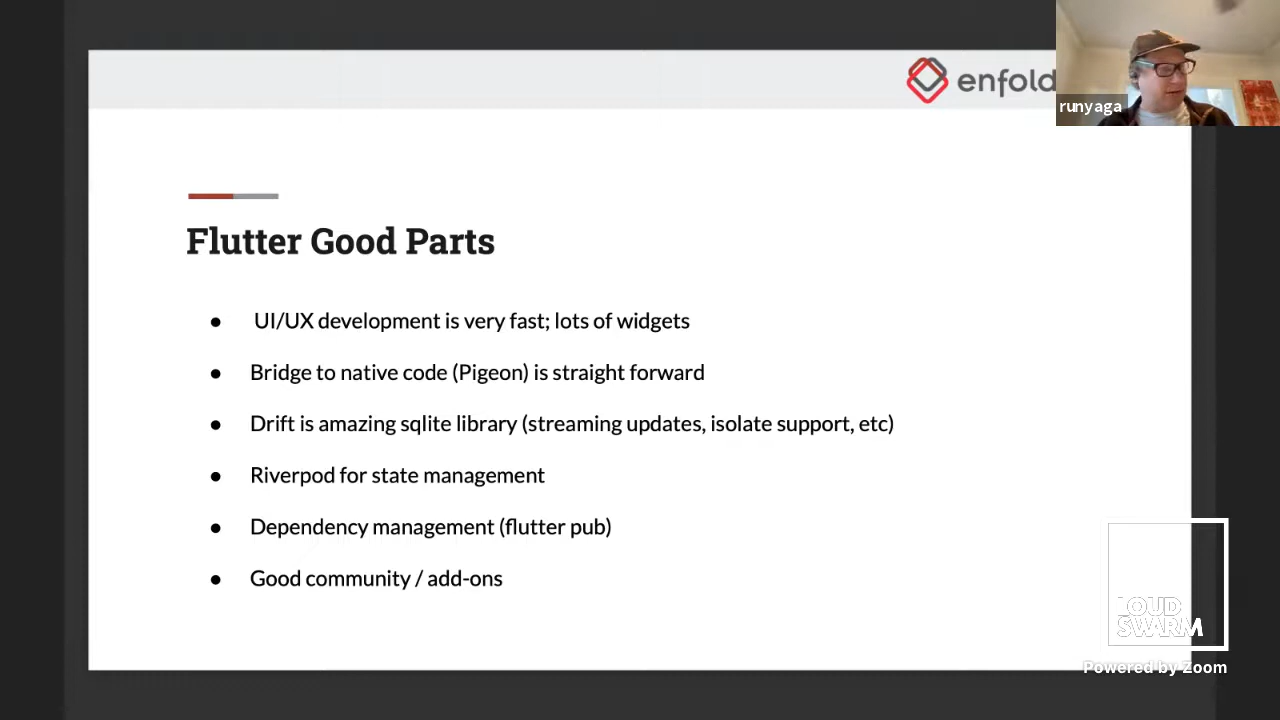 enfold
runyaga
Flutter Good Parts
● UI/UX development is very fast; lots of widgets
● Bridge to native code (Pigeon) is straight forward
● Drift is amazing sqlite library (streaming updates, isolate support, etc)
● Riverpod for state management
● Dependency management (flutter pub)
● Good community / add-ons
LOUD
SWARM
Powered by Zoom